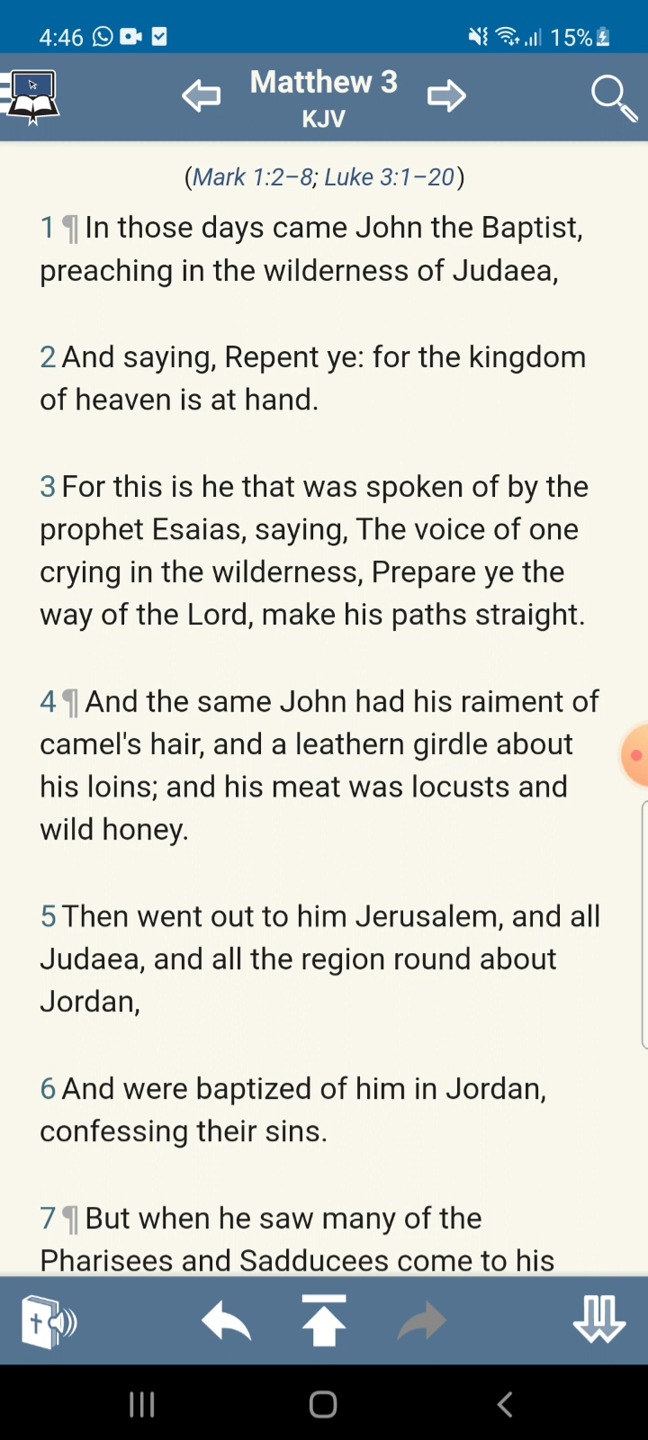 4:46
15%
Matthew 3
KJV
(Mark 1:2–8; Luke 3:1–20)
1 ¶ In those days came John the Baptist,
preaching in the wilderness of Judaea,
2 And saying, Repent ye: for the kingdom
of heaven is at hand.
3 For this is he that was spoken of by the
prophet Esaias, saying, The voice of one
crying in the wilderness, Prepare ye the
way of the Lord, make his paths straight.
4 ¶ And the same John had his raiment of
camel's hair, and a leathern girdle about
his loins; and his meat was locusts and
wild honey.
5 Then went out to him Jerusalem, and all
Judaea, and all the region round about
Jordan,
6 And were baptized of him in Jordan,
confessing their sins.
7 ¶ But when he saw many of the
Pharisees and Sadducees come to his